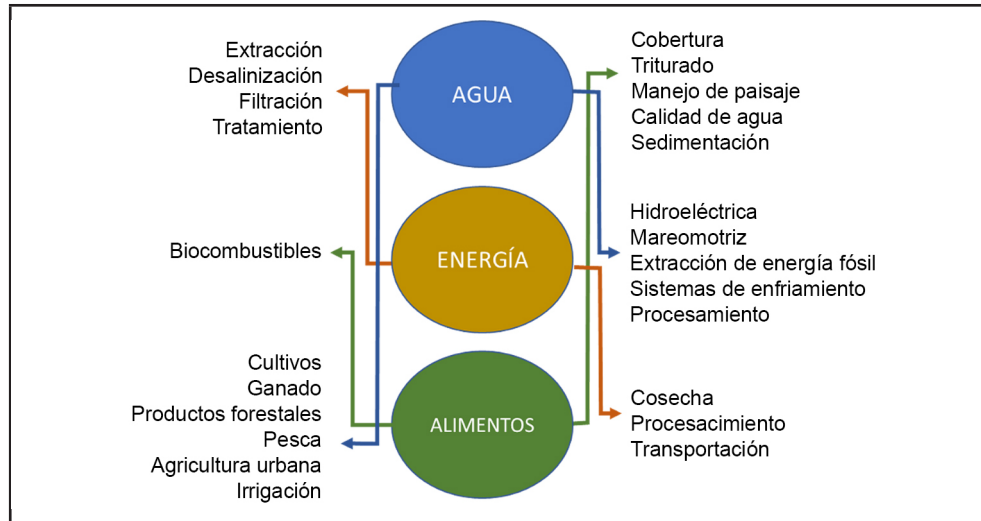 Extracción
Desalinización
Filtración
Tratamiento
AGUA
Cobertura
Triturado
Manejo de paisaje
Calidad de agua
Sedimentación
Biocombustibles
ENERGÍA
Hidroeléctrica
Mareomotriz
Extracción de energía fósil
Sistemas de enfriamiento
Procesamiento
Cultivos
Ganado
Productos forestales
Pesca
Agricultura urbana
Irrigación
ALIMENTOS
Cosecha
Procesacimiento
Transportación